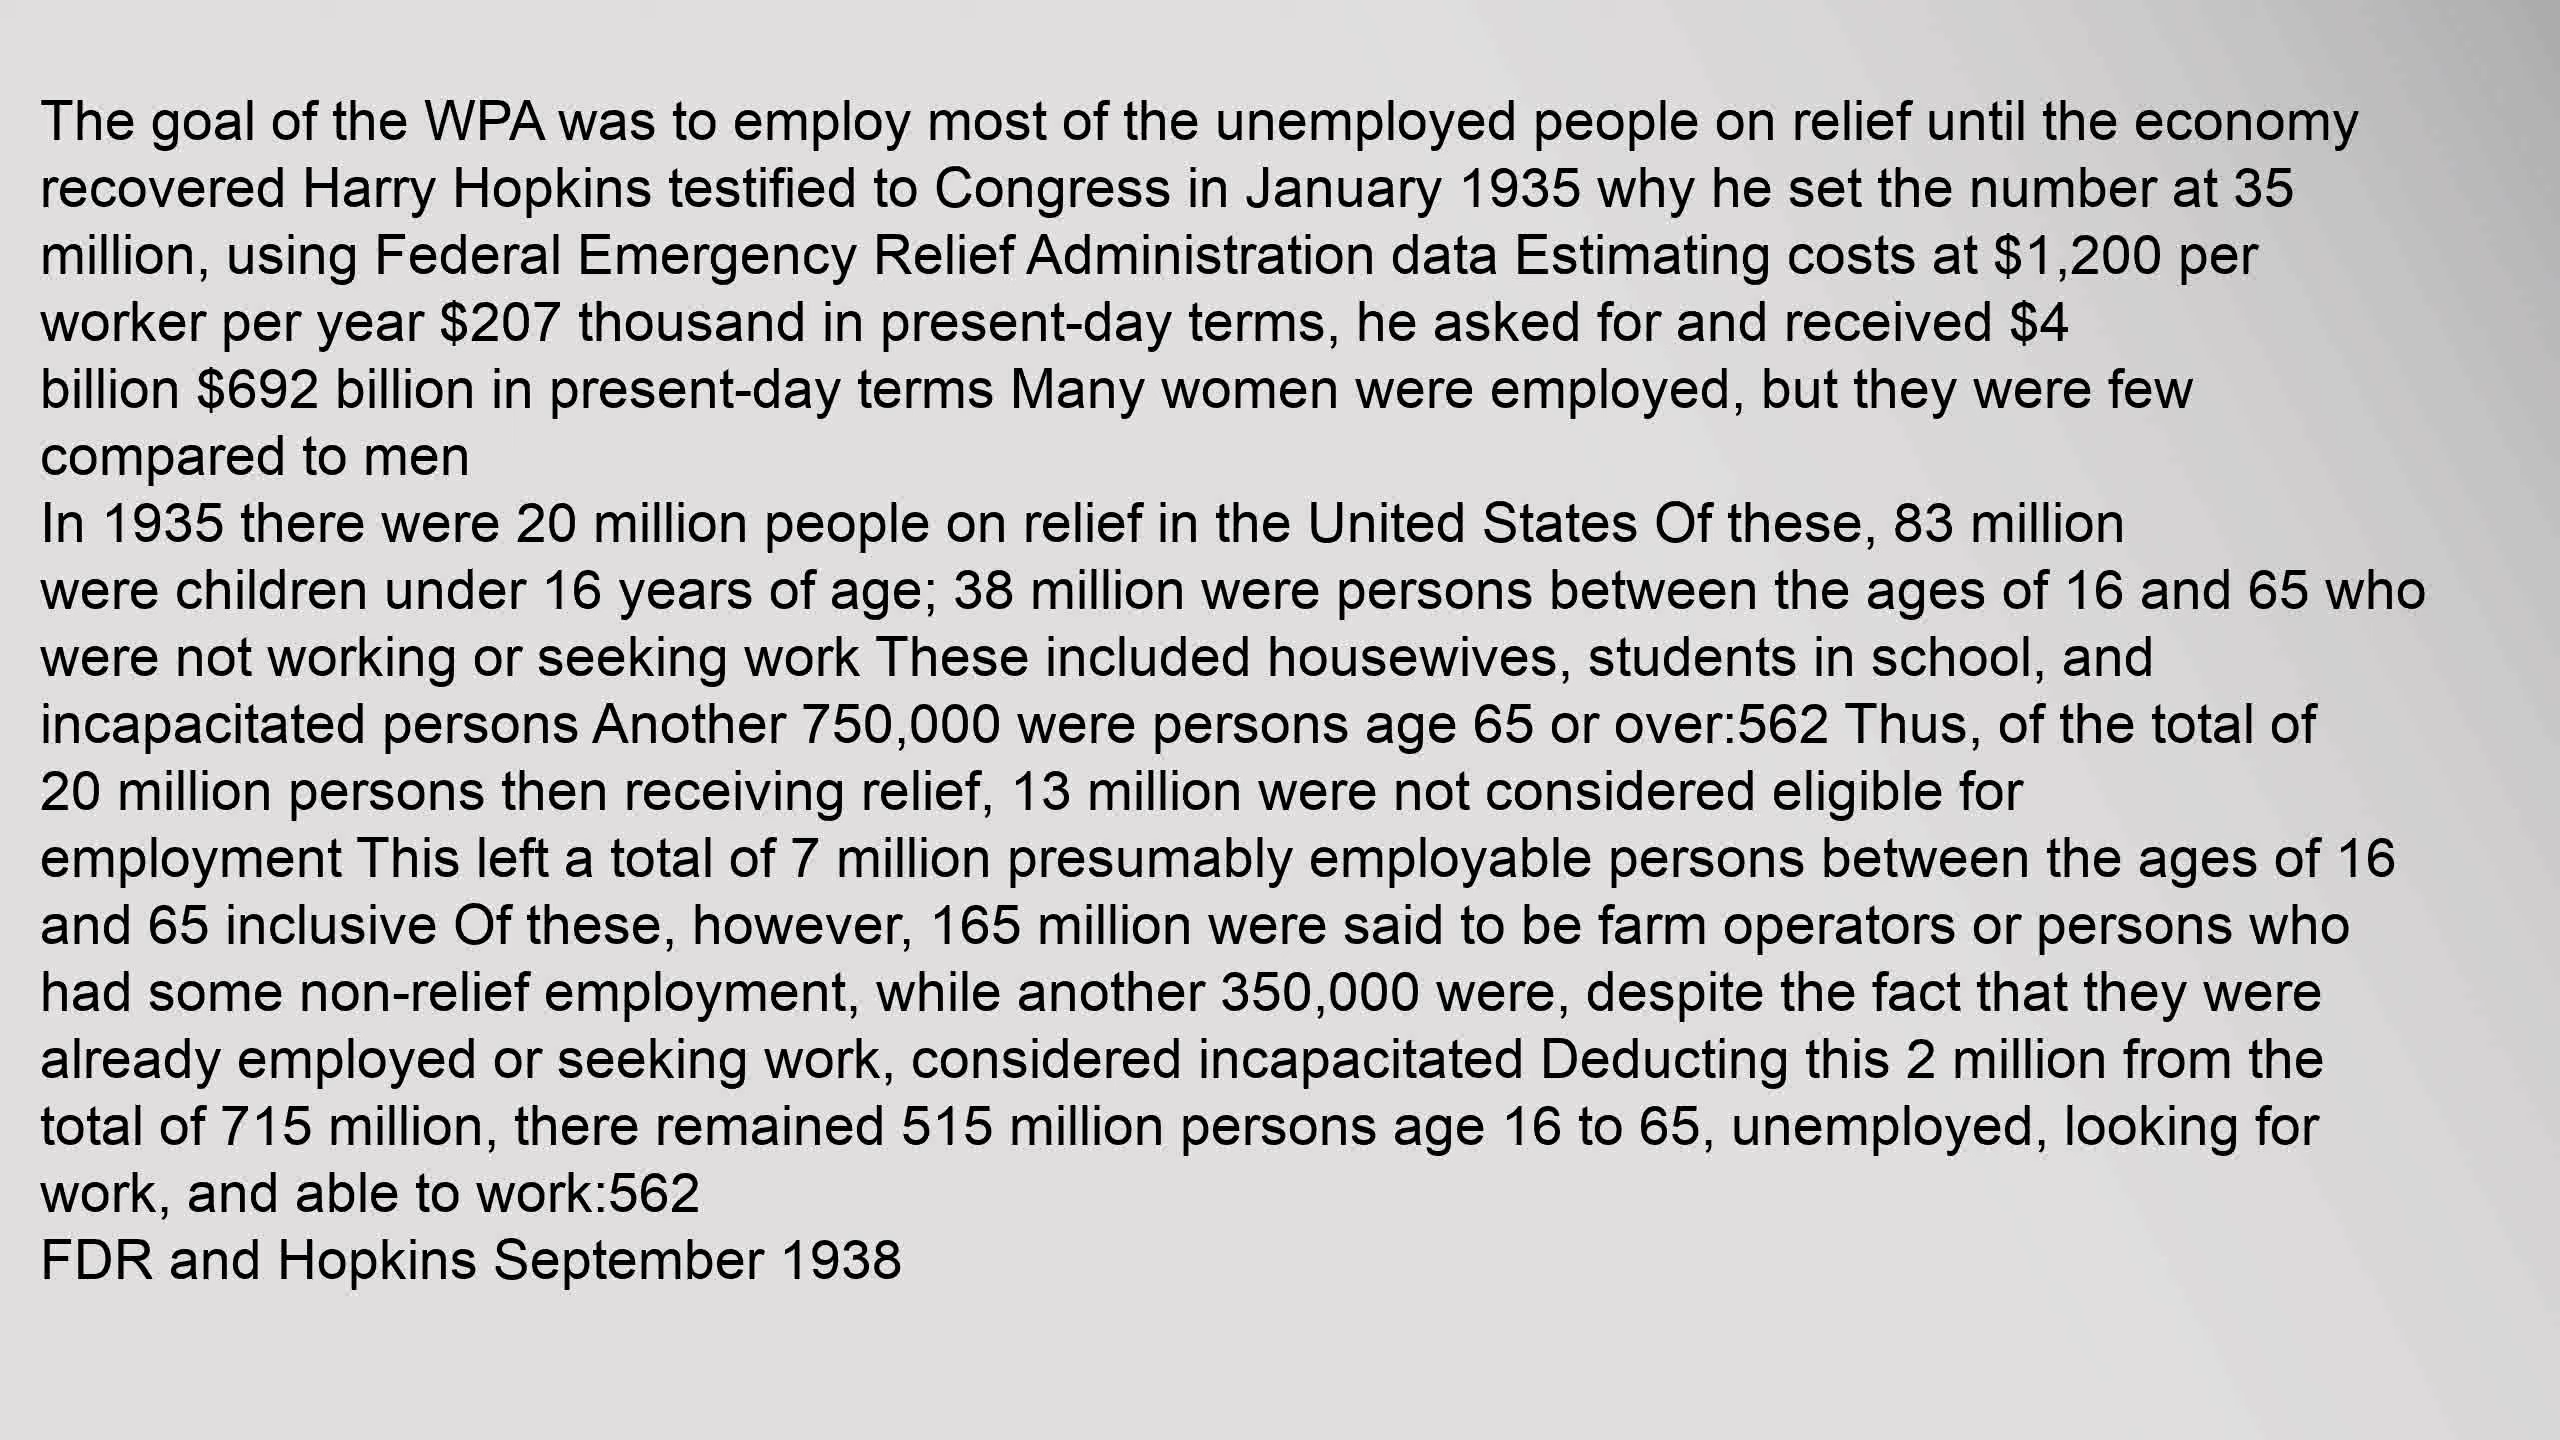 The goal of the WPA was to employ most of the unemployed people on relief until the economy
recovered Harry Hopkins testified to Congress in January 1935 why he set the number at 35
million, using Federal Emergency Relief Administration data Estimating costs at $1,200 per
worker per year $207 thousand in present-day terms, he asked for and received $4
billion $692 billion in present-day terms Many women were employed, but they were few
compared to men
In 1935 there were 20 million people on relief in the United States Of these, 83 million
were children under 16 years of age; 38 million were persons between the ages of 16 and 65 who
were not working or seeking work These included housewives, students in school, and
incapacitated persons Another 750,000 were persons age 65 or over:562 Thus, of the total of
20 million persons then receiving relief, 13 million were not considered eligible for
employment This left a total of 7 million presumably employable persons between the ages of 16
and 65 inclusive Of these, however, 165 million were said to be farm operators or persons who
had some non-relief employment, while another 350,000 were, despite the fact that they were
already employed or seeking work, considered incapacitated Deducting this 2 million from the
total of 715 million, there remained 515 million persons age 16 to 65, unemployed, looking for
work, and able to work:562
FDR and Hopkins September 1938